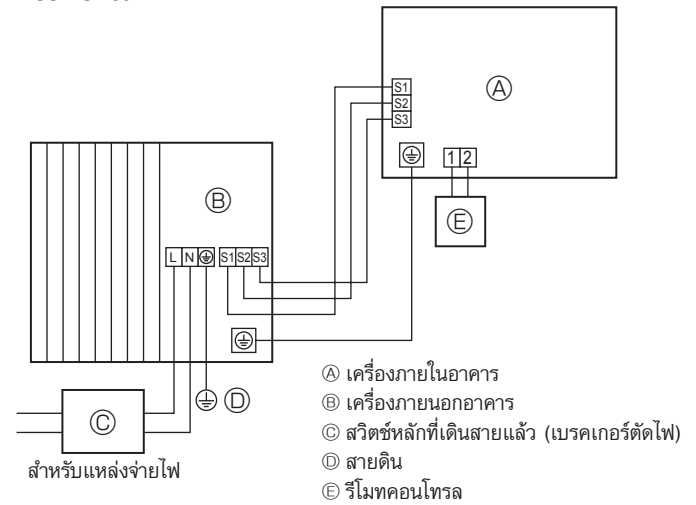 S1
S2
S3
Ⓐ
1 2
Ⓔ
Ⓑ
L N S1 S2 S3
Ⓓ
Ⓒ
สำหรับแหล่งจ่ายไฟ
Ⓐ เครื่องภายในอาคาร
Ⓑ เครื่องภายนอกอาคาร
Ⓒ สวิตช์หลักที่เดินสายแล้ว (เบรคเกอร์ตัดไฟ)
Ⓓ สายดิน
Ⓔ รีโมทคอนโทรล